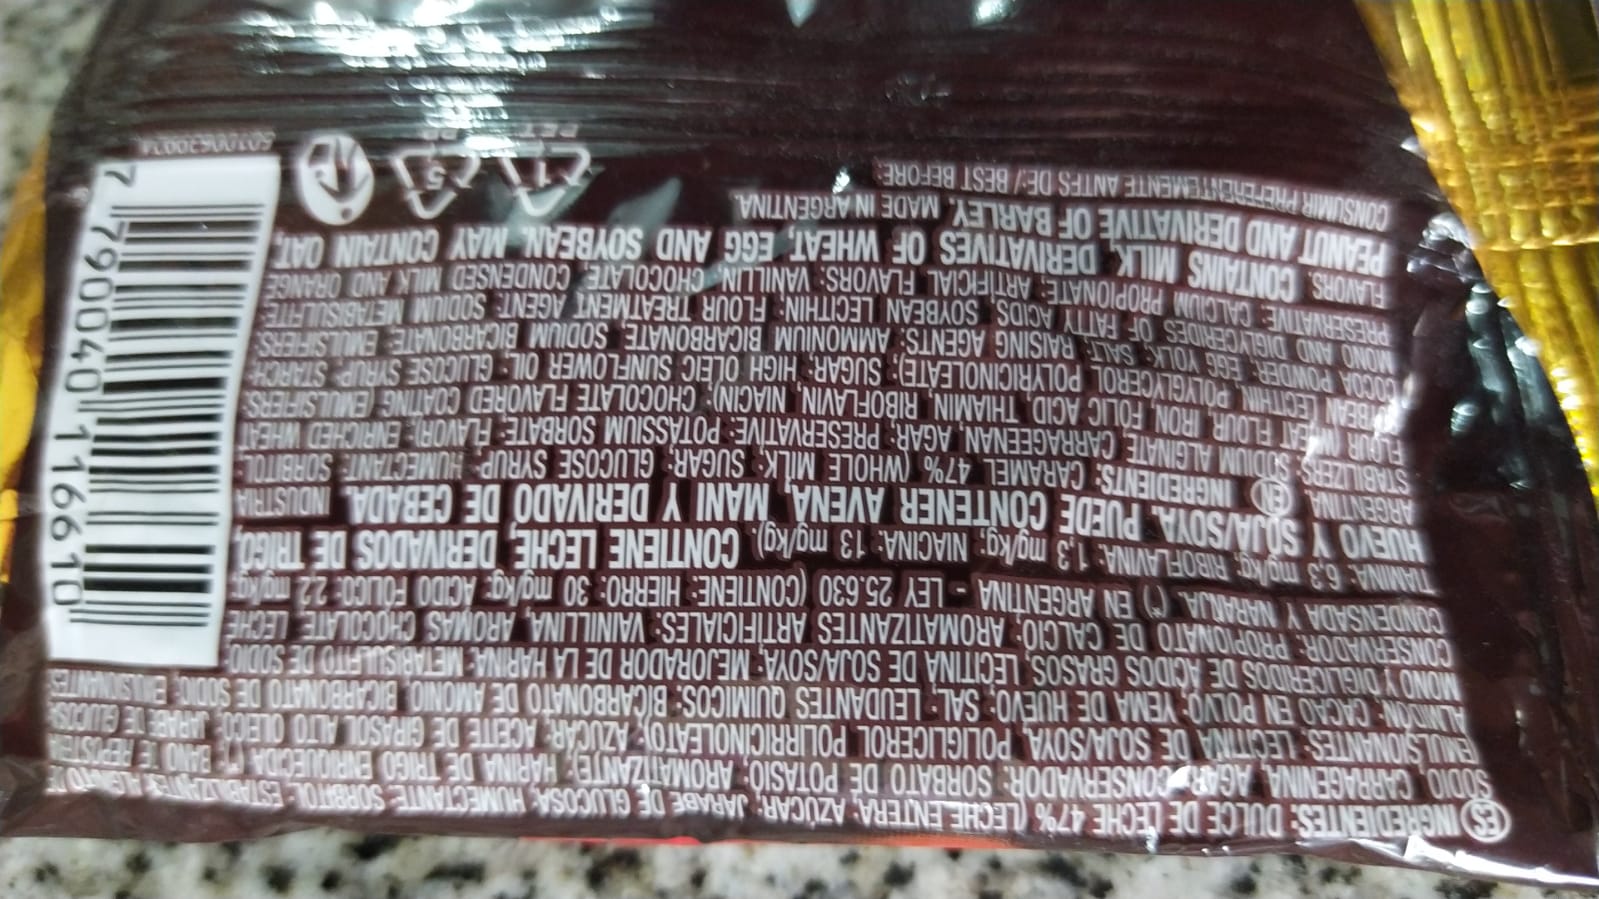 ES INGREDIENTES: DULCE DE LECHE 47% (LECHE ENTERA; AZÚCAR; JARABE DE GLUCOSA; HUMECTANTE: SORBITOL; ESTABILIZANTES: ALGINATO DE
SODIO, CARRAGENINA, AGAR; CONSERVADOR: SORBATO DE POTASIO; AROMATIZANTE); HARINA DE TRIGO ENRIQUECIDA (*); BAÑO DE REPOSTERÍA
EMULSIONANTES: LECITINA DE SOJA/SOYA, POLIGLICEROL POLIRRICINOLEATO); AZÚCAR; ACEITE DE GIRASOL ALTO OLEICO; JARABE DE GLUCOSA;
ALMIDÓN; CACAO EN POLVO; YEMA DE HUEVO; SAL; LEUDANTES QUÍMICOS: BICARBONATO DE AMONIO, BICARBONATO DE SODIO; EMULSIONANTES:
MONO Y DIGLICERIDOS DE ÁCIDOS GRASOS, LECITINA DE SOJA/SOYA; MEJORADOR DE LA HARINA: METABISULFITO DE SODIO;
CONSERVADOR: PROPIONATO DE CALCIO; AROMATIZANTES ARTIFICIALES: VAINILLINA, AROMAS CHOCOLATE, LECHE
CONDENSADA Y NARANJA. (*) EN ARGENTINA - LEY 25.630 (CONTIENE: HIERRO: 30 mg/kg; ÁCIDO FÓLICO: 2,2 mg/kg;
TIAMINA: 6,3 mg/kg; RIBOFLAVINA: 1,3 mg/kg; NIACINA: 13 mg/kg). CONTIENE LECHE, DERIVADOS DE TRIGO,
HUEVO Y SOJA/SOYA. PUEDE CONTENER AVENA, MANÍ Y DERIVADO DE CEBADA. INDUSTRIA
ARGENTINA. EN INGREDIENTS: CARAMEL 47% (WHOLE MILK; SUGAR; GLUCOSE SYRUP; HUMECTANT: SORBITOL;
STABILIZERS: SODIUM ALGINATE, CARRAGEENAN, AGAR; PRESERVATIVE: POTASSIUM SORBATE; FLAVOR); ENRICHED WHEAT
FLOUR (WHEAT FLOUR, IRON, FOLIC ACID, THIAMIN, RIBOFLAVIN, NIACIN); CHOCOLATE FLAVORED COATING (EMULSIFIERS:
SOYBEAN LECITHIN, POLYGLYCEROL POLYRICINOLEATE); SUGAR; HIGH OLEIC SUNFLOWER OIL; GLUCOSE SYRUP; STARCH;
COCOA POWDER; EGG YOLK; SALT; RAISING AGENTS: AMMONIUM BICARBONATE, SODIUM BICARBONATE; EMULSIFIERS:
MONO AND DIGLYCERIDES OF FATTY ACIDS, SOYBEAN LECITHIN; FLOUR TREATMENT AGENT: SODIUM METABISULFITE;
PRESERVATIVE: CALCIUM PROPIONATE; ARTIFICIAL FLAVORS: VANILLIN, CHOCOLATE, CONDENSED MILK AND ORANGE
FLAVORS. CONTAINS MILK, DERIVATIVES OF WHEAT, EGG AND SOYBEAN. MAY CONTAIN OAT,
PEANUT AND DERIVATIVE OF BARLEY. MADE IN ARGENTINA.
CONSUMIR PREFERENTEMENTE ANTES DE: / BEST BEFORE:
1 PET
5 PP
7 790040 116610